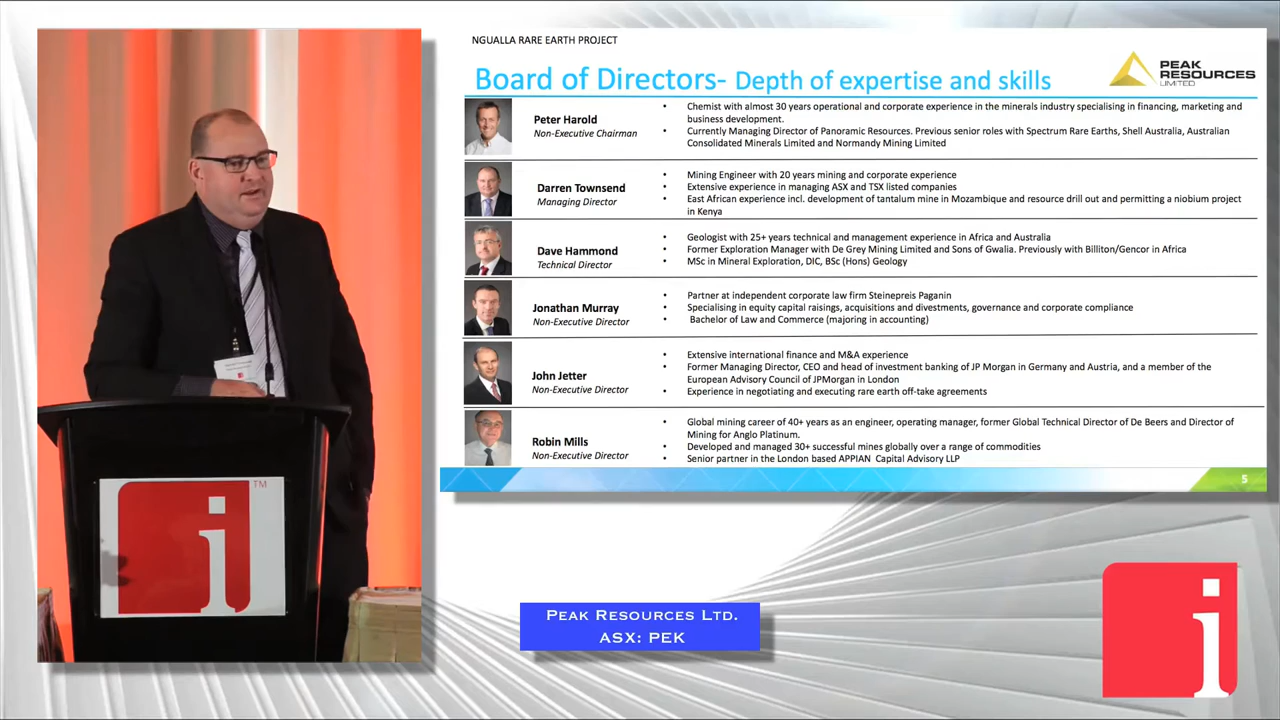 NGUALLA RARE EARTH PROJECT
Board of Directors- Depth of expertise and skills
PEAK
RESOURCES
LIMITED
Peter Harold
Non-Executive Chairman
• Chemist with almost 30 years operational and corporate experience in the minerals industry specialising in financing, marketing and
business development.
• Currently Managing Director of Panoramic Resources. Previous senior roles with Spectrum Rare Earths, Shell Australia, Australian
Consolidated Minerals Limited and Normandy Mining Limited
Darren Townsend
Managing Director
• Mining Engineer with 20 years mining and corporate experience
• Extensive experience in managing ASX and TSX listed companies
• East African experience incl. development of tantalum mine in Mozambique and resource drill out and permitting a niobium project
in Kenya
Dave Hammond
Technical Director
• Geologist with 25+ years technical and management experience in Africa and Australia
• Former Exploration Manager with De Grey Mining Limited and Sons of Gwalia. Previously with Billiton/Gencor in Africa
• MSc in Mineral Exploration, DIC, BSc (Hons) Geology
Jonathan Murray
Non-Executive Director
• Partner at independent corporate law firm Steinepreis Paganin
• Specialising in equity capital raisings, acquisitions and divestments, governance and corporate compliance
• Bachelor of Law and Commerce (majoring in accounting)
John Jetter
Non-Executive Director
• Extensive international finance and M&A experience
• Former Managing Director, CEO and head of investment banking of JP Morgan in Germany and Austria, and a member of the
European Advisory Council of JPMorgan in London
• Experience in negotiating and executing rare earth off-take agreements
Robin Mills
Non-Executive Director
• Global mining career of 40+ years as an engineer, operating manager, former Global Technical Director of De Beers and Director of
Mining for Anglo Platinum.
• Developed and managed 30+ successful mines globally over a range of commodities
• Senior partner in the London based APPIAN Capital Advisory LLP
5
i TM
PEAK RESOURCES LTD.
ASX: PEK
i